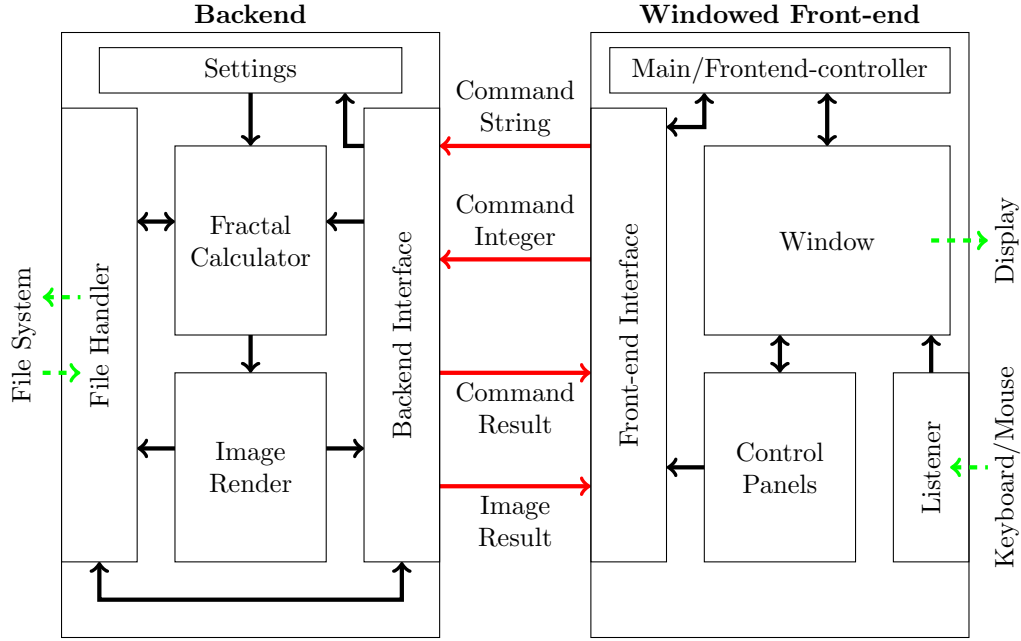 Backend
Windowed Front-end
Settings
Main/Frontend-controller
Command
String
Fractal
Calculator
Command
Integer
Window
Display
File System
File Handler
Backend Interface
Front-end Interface
Command
Result
Image
Render
Control
Panels
Listener
Keyboard/Mouse
Image
Result